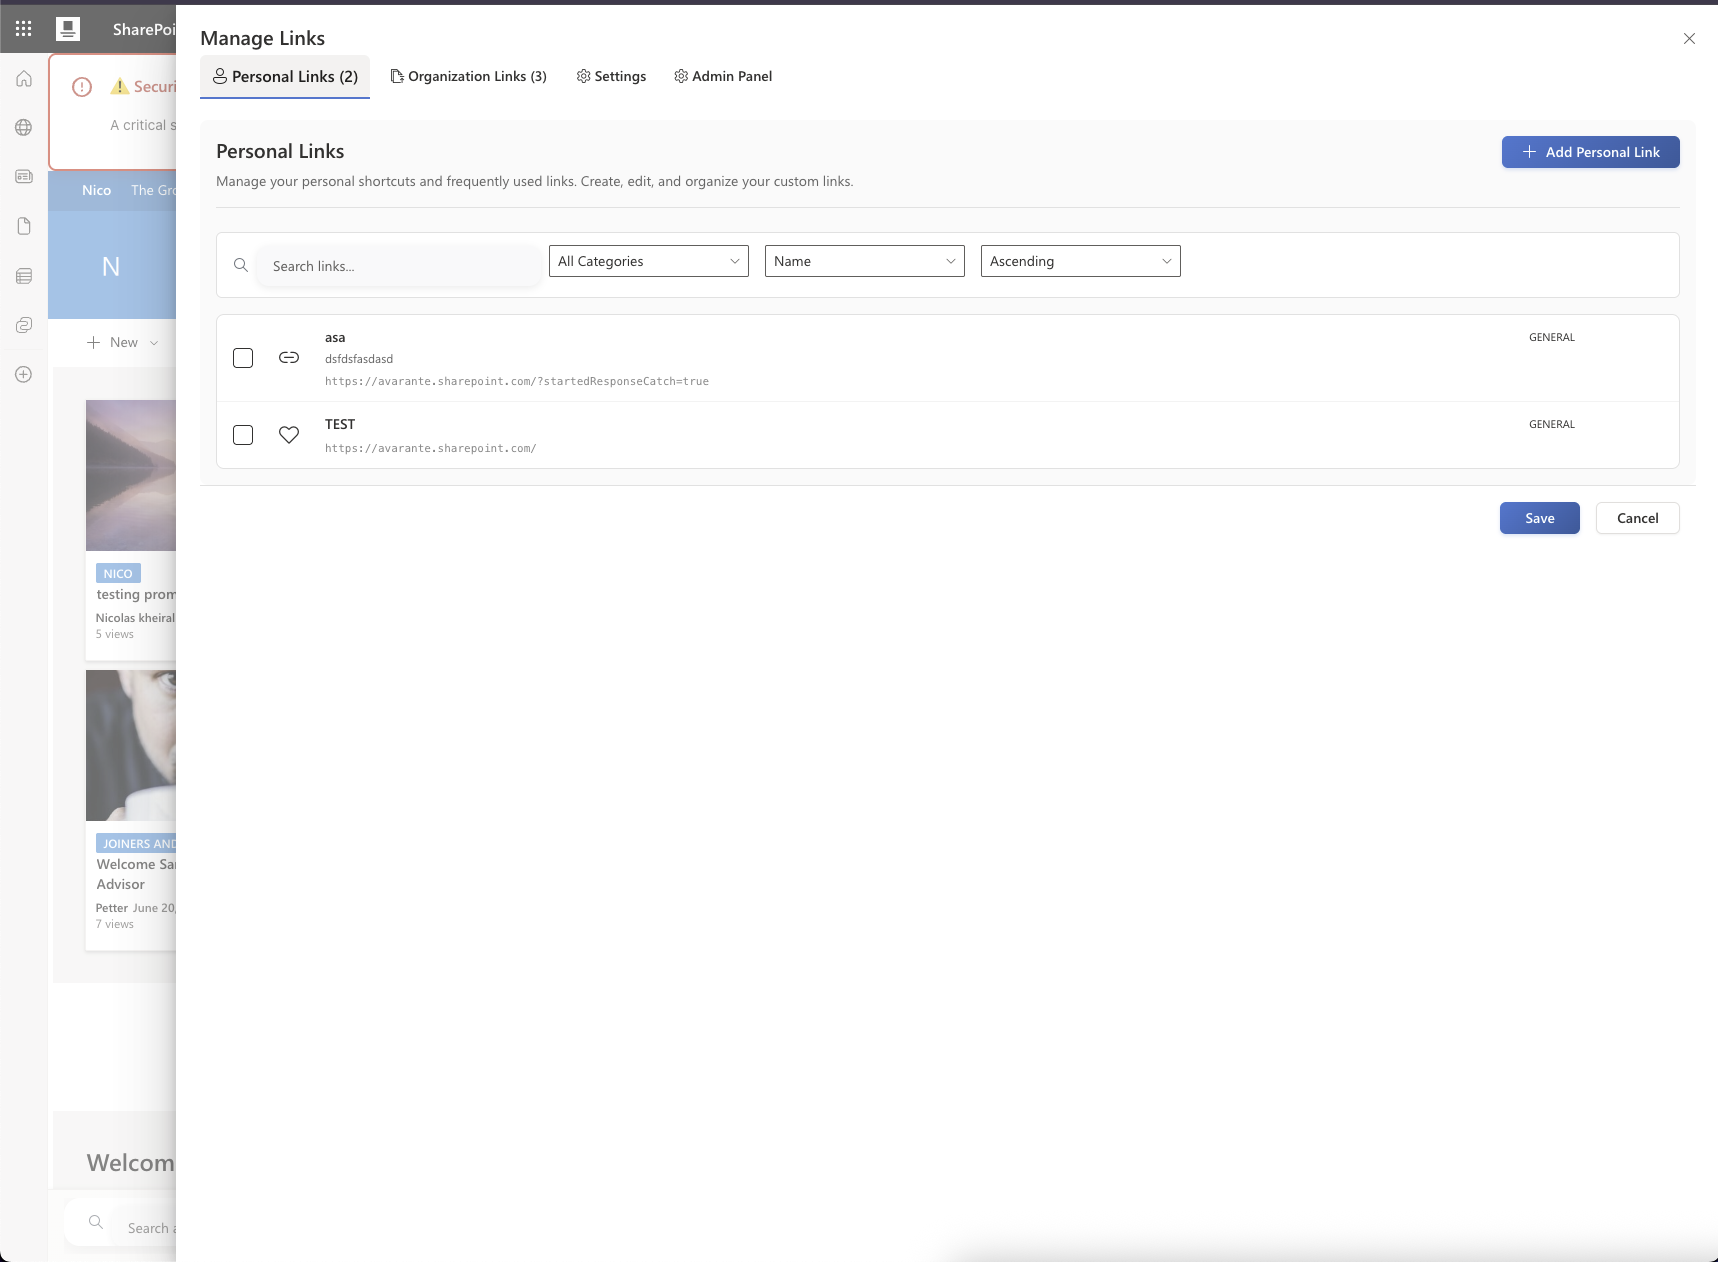 SharePoi
Manage Links
Personal Links (2)
Organization Links (3)
Settings
Admin Panel
Securi
A critical s
Nico
The Gro
N
New
NICO
testing prom
Nicolas kheiral
5 views
JOINERS AND
Welcome Sar
Advisor
Petter June 20,
7 views
Welcom
Search a
Personal Links
Add Personal Link
Manage your personal shortcuts and frequently used links. Create, edit, and organize your custom links.
Search links...
All Categories
Name
Ascending
asa
GENERAL
dsfdsfasdasd
https://avarante.sharepoint.com/?startedResponseCatch=true
TEST
GENERAL
https://avarante.sharepoint.com/
Save
Cancel